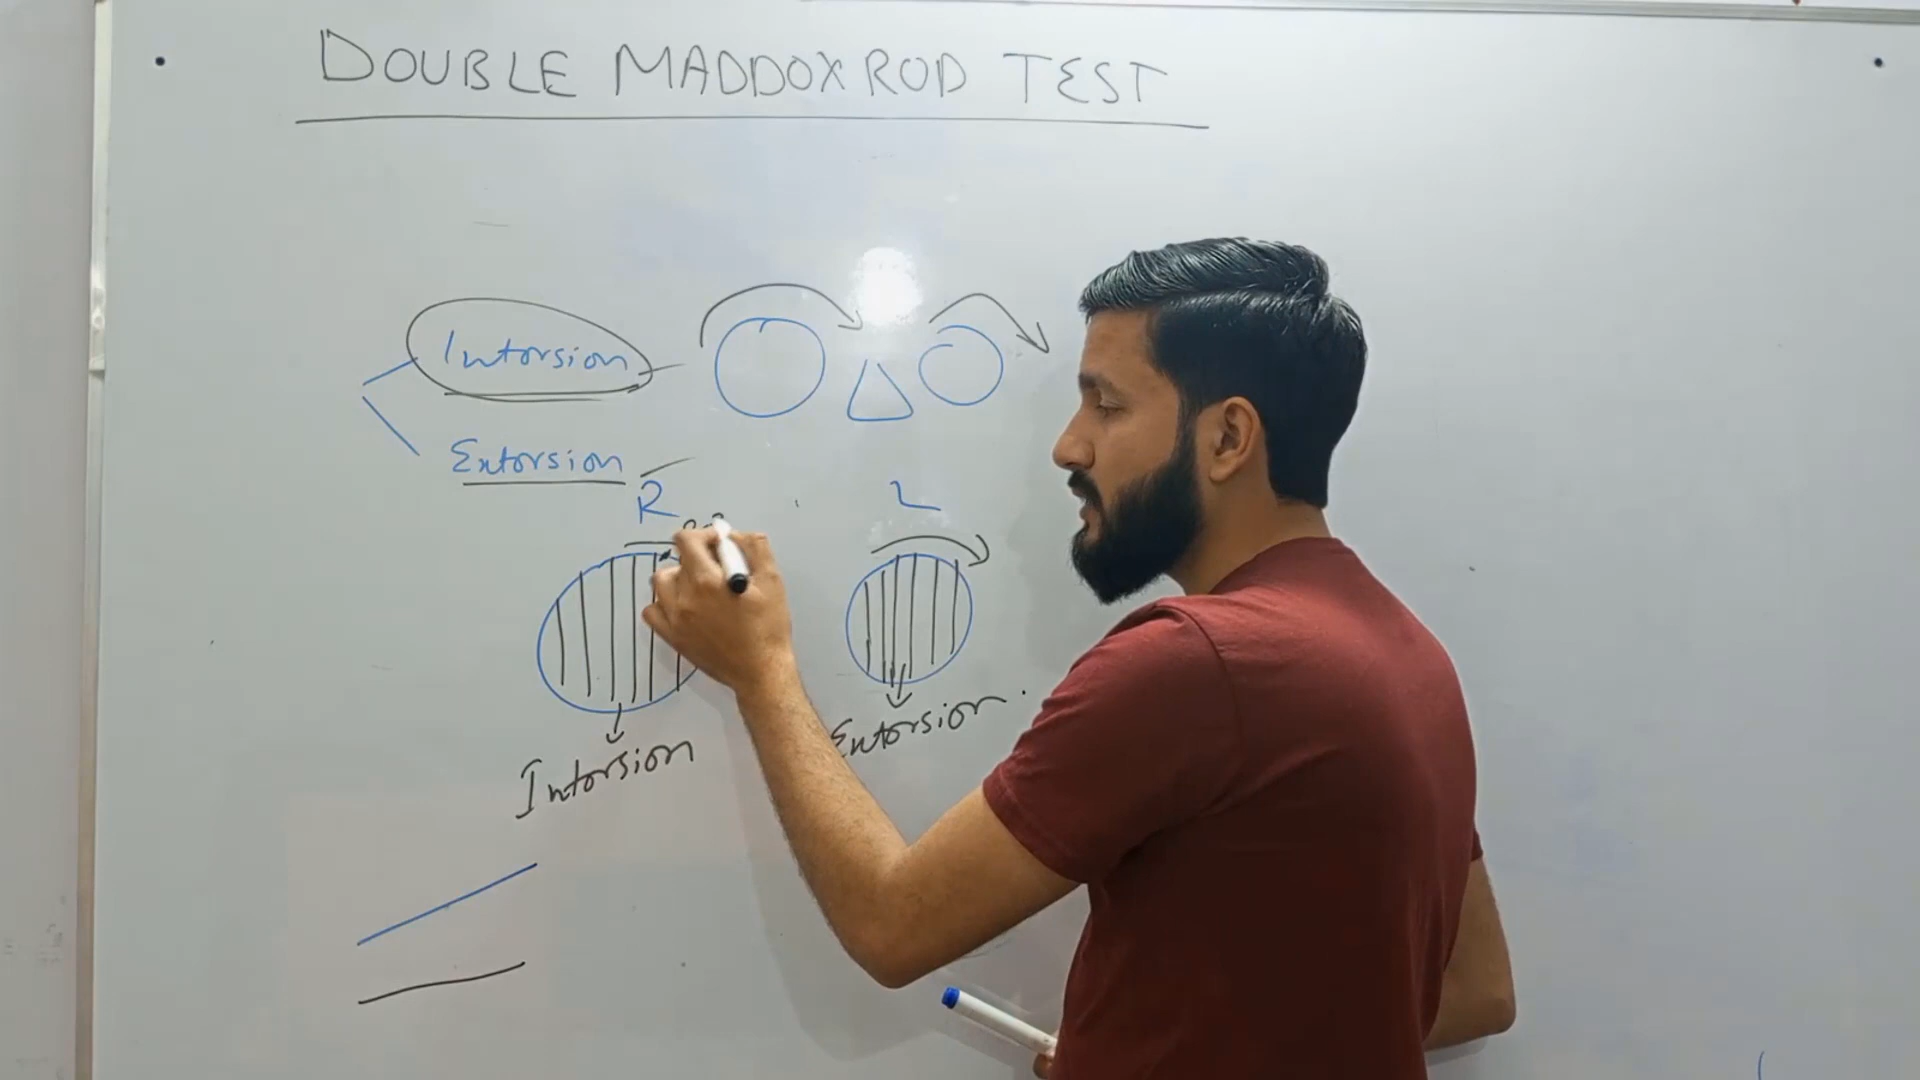 DOUBLE MADDOX ROD TEST
Intorsion
Extorsion
R L
Intorsion
Extorsion